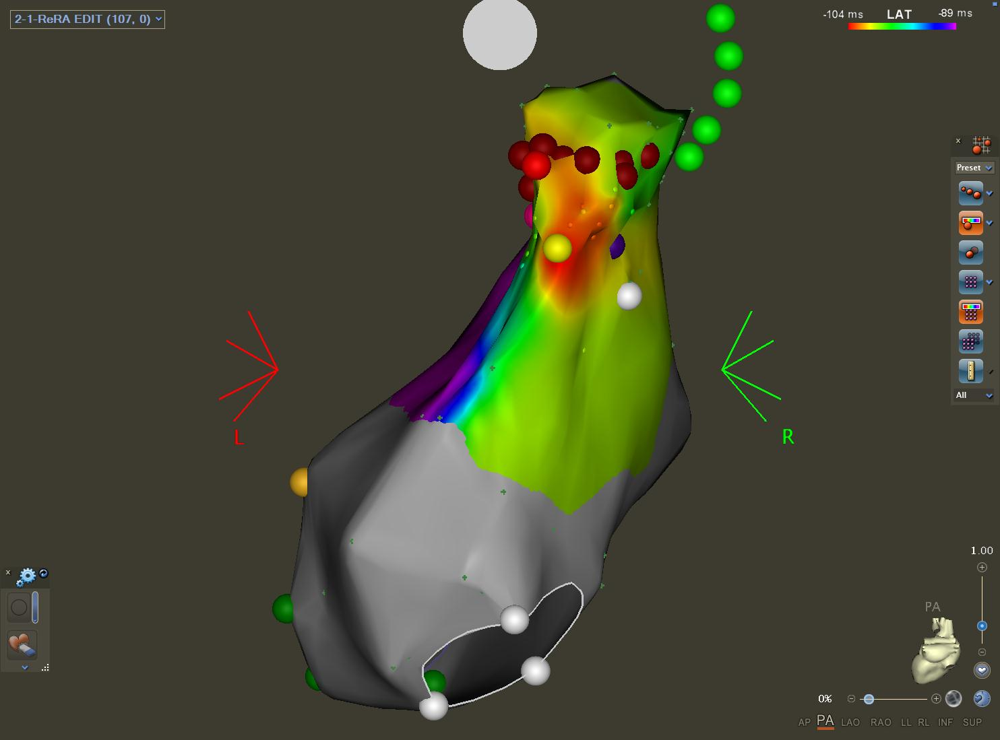 2-1-ReRA EDIT (107, 0)
-104 ms LAT -89 ms
x
Preset
All
L
R
x
1.00
PA
0%
AP PA LAO RAO LL RL INF SUP